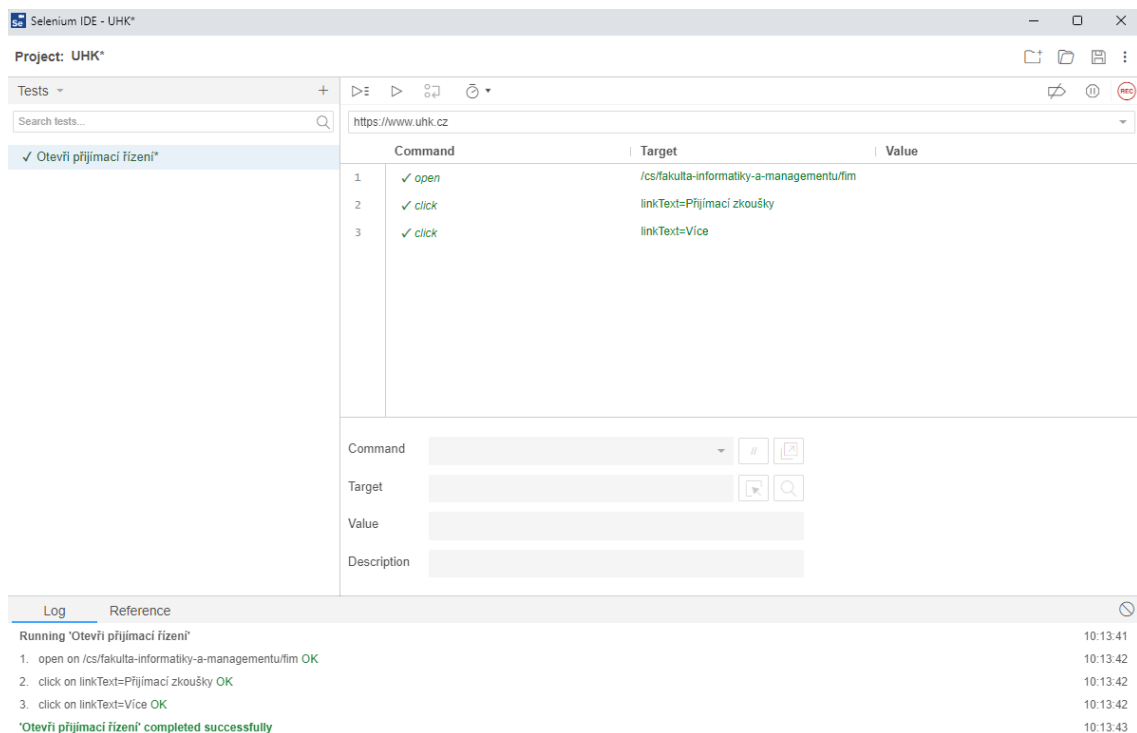 Selenium IDE - UHK*
Project: UHK*
Tests
Search tests...
✓ Otevři přijímací řízení*
REC
https://www.uhk.cz
Command Target Value
1 ✓ open /cs/fakulta-informatiky-a-managementu/fim
2 ✓ click linkText=Přijímací zkoušky
3 ✓ click linkText=Více
Command //
Target
Value
Description
Log Reference
Running 'Otevři přijímací řízení' 10:13:41
1. open on /cs/fakulta-informatiky-a-managementu/fim OK 10:13:42
2. click on linkText=Přijímací zkoušky OK 10:13:42
3. click on linkText=Více OK 10:13:42
'Otevři přijímací řízení' completed successfully 10:13:43